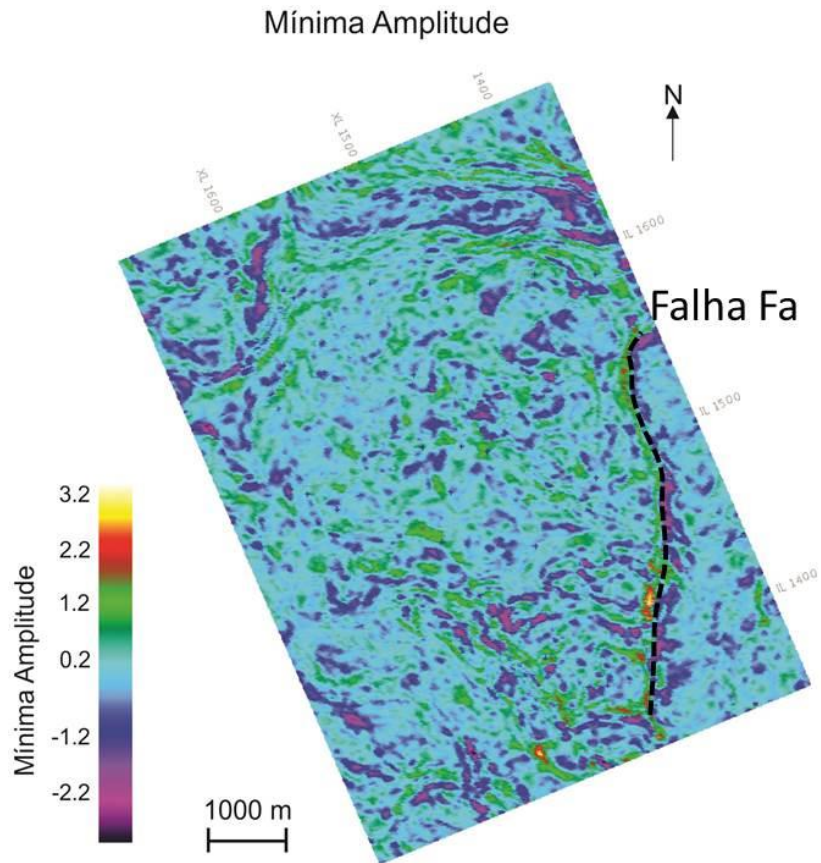 Mínima Amplitude
N
1400
XL 1500
XL 1600
IL 1600
Falha Fa
IL 1500
IL 1400
3.2
2.2
1.2
0.2
-1.2
-2.2
Mínima Amplitude
1000 m